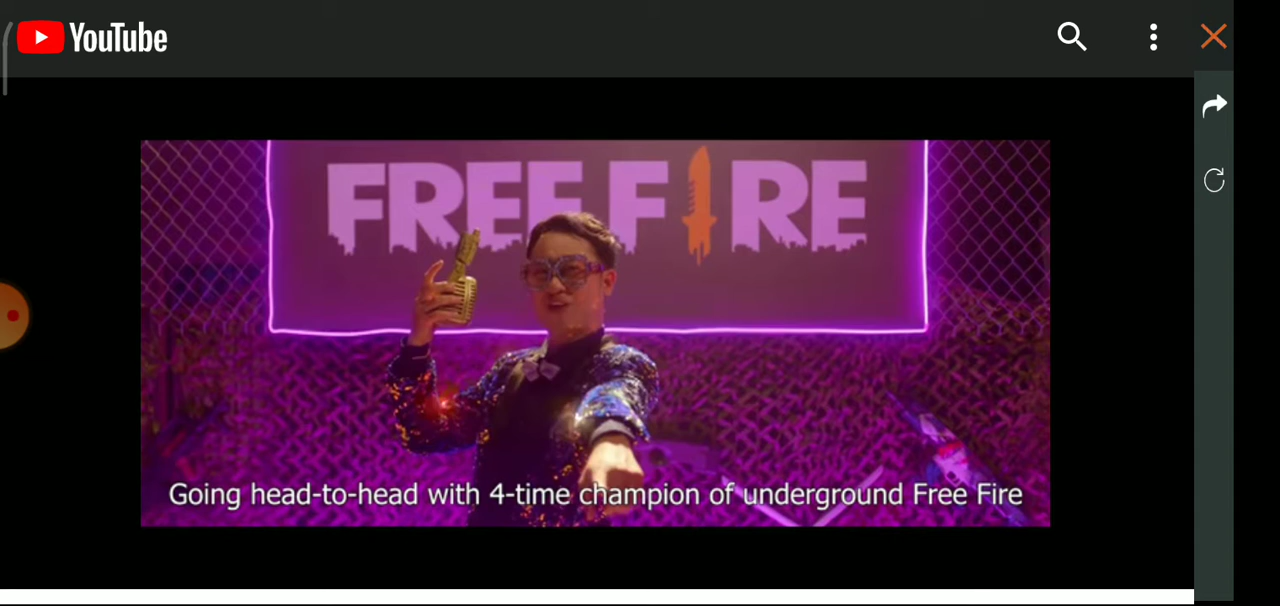 YouTube
FREE FIRE
Going head-to-head with 4-time champion of underground Free Fire